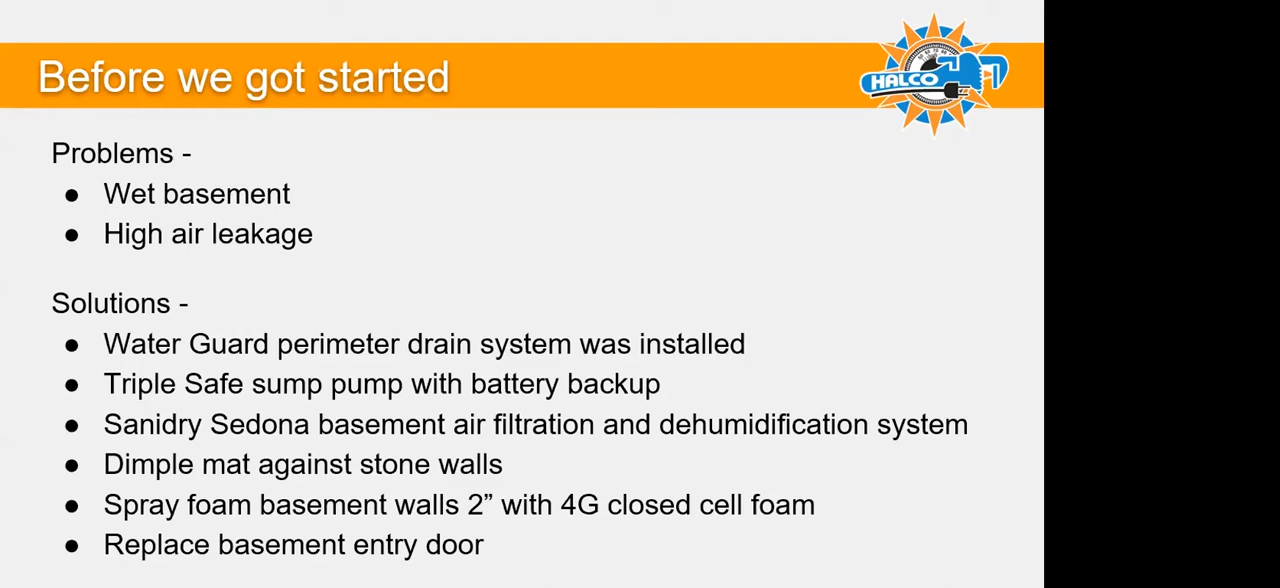 Before we got started
HALCO
Problems -
● Wet basement
● High air leakage
Solutions -
● Water Guard perimeter drain system was installed
● Triple Safe sump pump with battery backup
● Sanidry Sedona basement air filtration and dehumidification system
● Dimple mat against stone walls
● Spray foam basement walls 2” with 4G closed cell foam
● Replace basement entry door